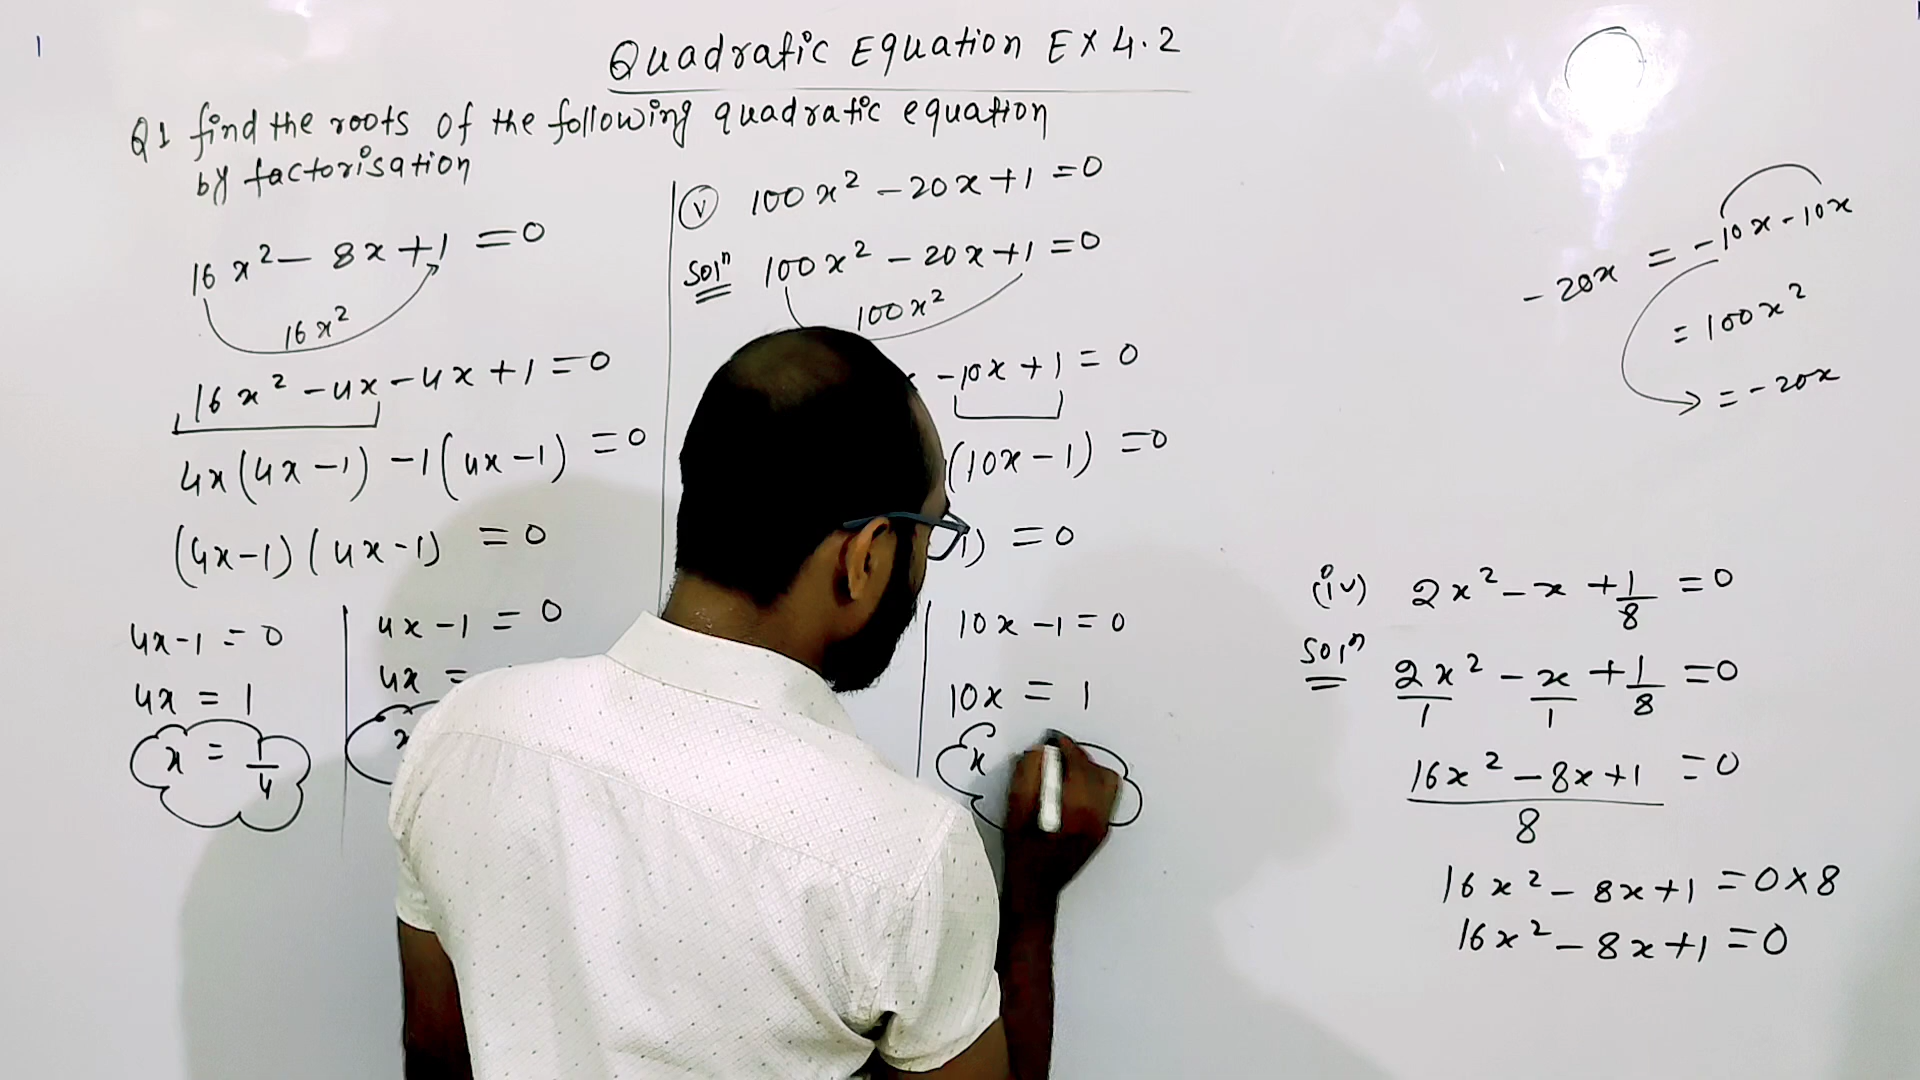 Quadratic Equation Ex 4.2
Q1 find the roots of the following quadratic equation
by factorisation
16x² − 8x + 1 = 0
16x²
16x² − 4x − 4x + 1 = 0
4x(4x − 1) − 1(4x − 1) = 0
(4x − 1)(4x − 1) = 0
4x − 1 = 0
4x = 1
x = 1/4
4x − 1 = 0
4x =
x
(v) 100x² − 20x + 1 = 0
Solⁿ 100x² − 20x + 1 = 0
100x²
− 10x + 1 = 0
(10x − 1) = 0
1) = 0
10x − 1 = 0
10x = 1
x
− 20x = − 10x − 10x
= 100x²
= − 20x
(iv) 2x² − x + 1/8 = 0
Solⁿ 2x²/1 − x/1 + 1/8 = 0
16x² − 8x + 1 = 0
8
16x² − 8x + 1 = 0 × 8
16x² − 8x + 1 = 0